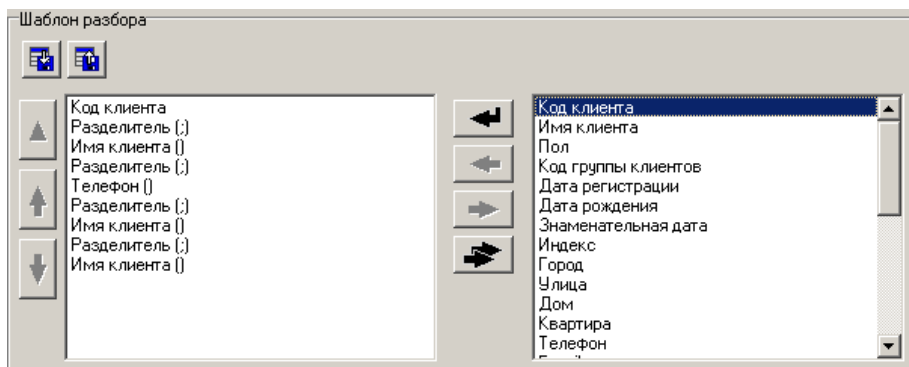 Шаблон разбора
Код клиента
Разделитель (;)
Имя клиента ()
Разделитель (;)
Телефон ()
Разделитель (;)
Имя клиента ()
Разделитель (;)
Имя клиента ()
Код клиента
Имя клиента
Пол
Код группы клиентов
Дата регистрации
Дата рождения
Знаменательная дата
Индекс
Город
Улица
Дом
Квартира
Телефон